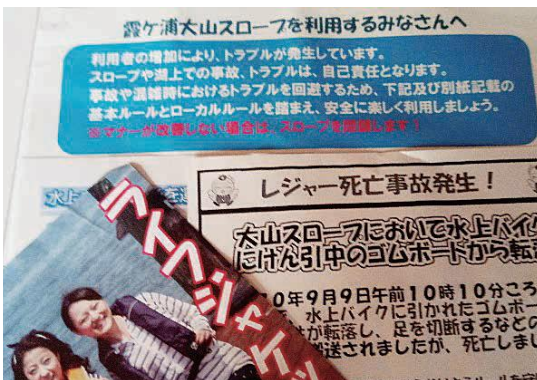 霞ケ浦大山スロープを利用するみなさんへ
利用者の増加により、トラブルが発生しています。
スロープや湖上での事故、トラブルは、自己責任となります。
事故や混雑時におけるトラブルを回避するため、下記及び別紙記載の
基本ルールとローカルルールを踏まえ、安全に楽しく利用しましょう。
※マナーが改善しない場合は、スロープを閉鎖します!
水上
レジャー死亡事故発生!
大山スロープにおいて水上バイク
にけん引中のゴムボートから転落
0年9月9日午前10時10分ころ
、水上バイクに引かれたゴムボー
が転落し、足を切断するなどの
送されましたが、死亡しまし
ライフジャケッ